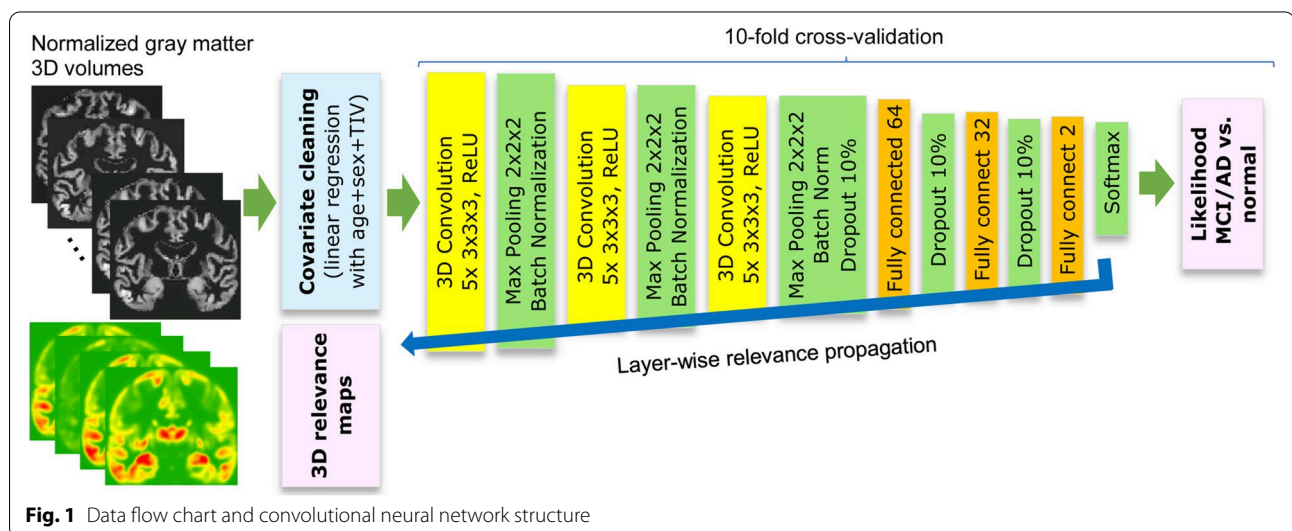 Normalized gray matter
3D volumes
10-fold cross-validation
Covariate cleaning
(linear regression
with age+sex+TIV)
3D Convolution
5x 3x3x3, ReLU
Max Pooling 2x2x2
Batch Normalization
3D Convolution
5x 3x3x3, ReLU
Max Pooling 2x2x2
Batch Normalization
3D Convolution
5x 3x3x3, ReLU
Max Pooling 2x2x2
Batch Norm
Dropout 10%
Fully connected 64
Dropout 10%
Fully connect 32
Dropout 10%
Fully connect 2
Softmax
Likelihood
MCI/AD vs.
normal
Layer-wise relevance propagation
3D relevance
maps
Fig. 1 Data flow chart and convolutional neural network structure